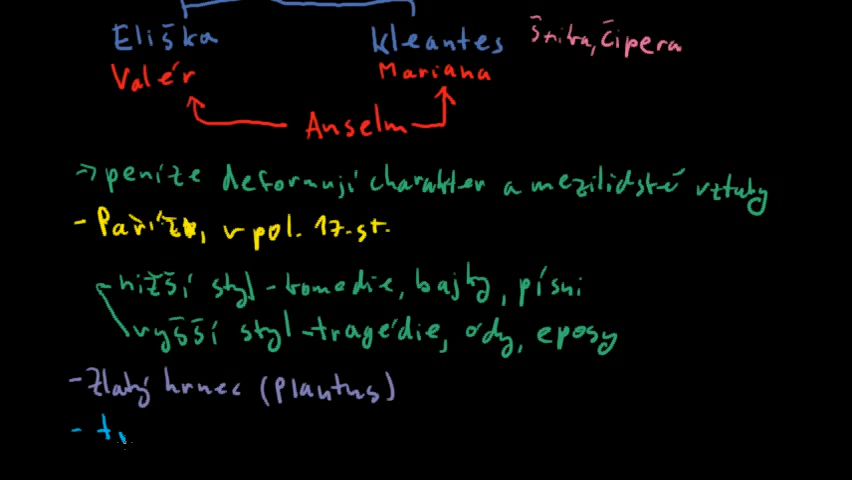 Eliška Kleantes Štika, Čipera
Valér Mariana
Anselm
→ peníze deformují charakter a mezilidské vztahy
- Paříž, v pol. 17. st.
- nižší styl - komedie, bajky, písni
vyšší styl - tragédie, ódy, eposy
- Zlatý hrnec (Plautus)
- t